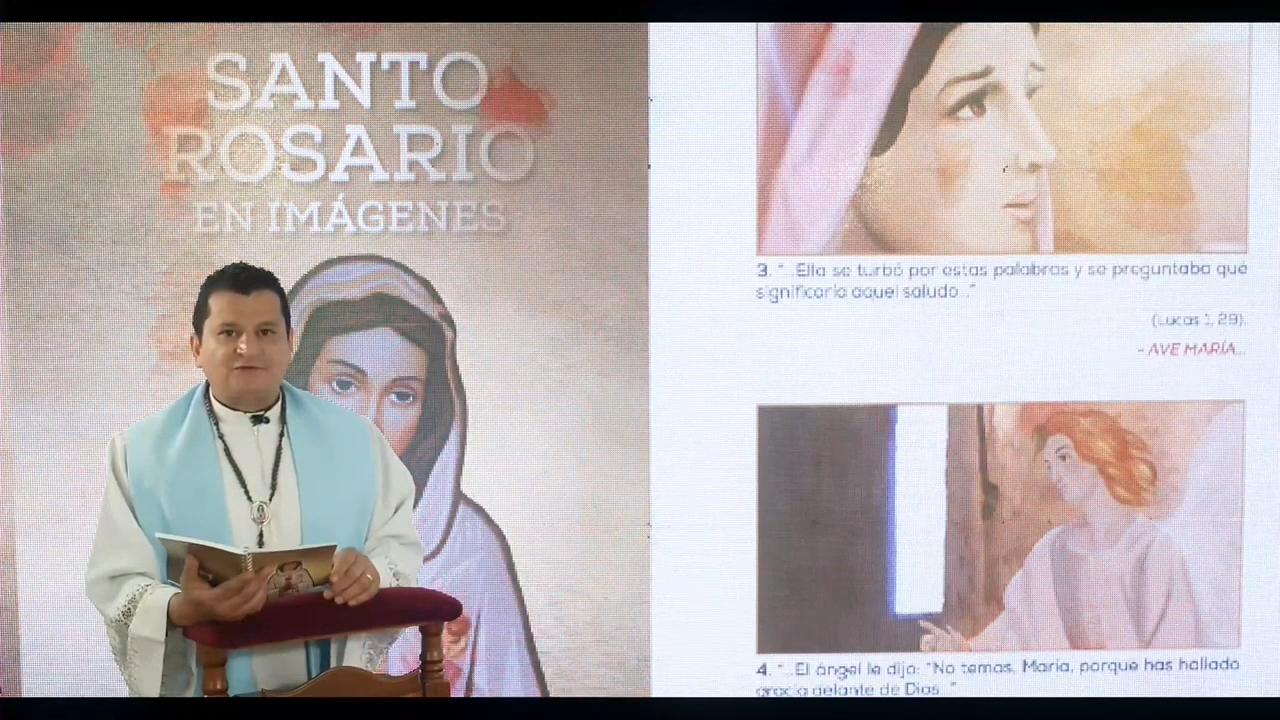 SANTO
ROSARIO
EN IMÁGENES
3. "...Ella se turbó por estas palabras y se preguntaba qué
significaría aquel saludo..."
(Lucas 1, 29).
- AVE MARÍA...
4. "...El ángel le dijo: "No temas, María, porque has hallado
gracia delante de Dios..."